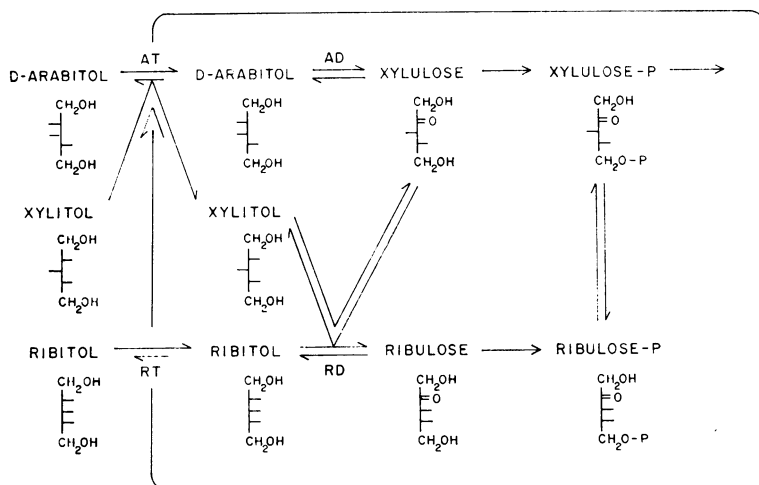 AT AD
D-ARABITOL D-ARABITOL XYLULOSE XYLULOSE-P
CH2OH CH2OH CH2OH CH2OH
O O
CH2OH CH2OH CH2OH CH2O-P
XYLITOL XYLITOL
CH2OH CH2OH
CH2OH CH2OH
RIBITOL RIBITOL RIBULOSE RIBULOSE-P
RT RD
CH2OH CH2OH CH2OH CH2OH
O O
CH2OH CH2OH CH2OH CH2O-P